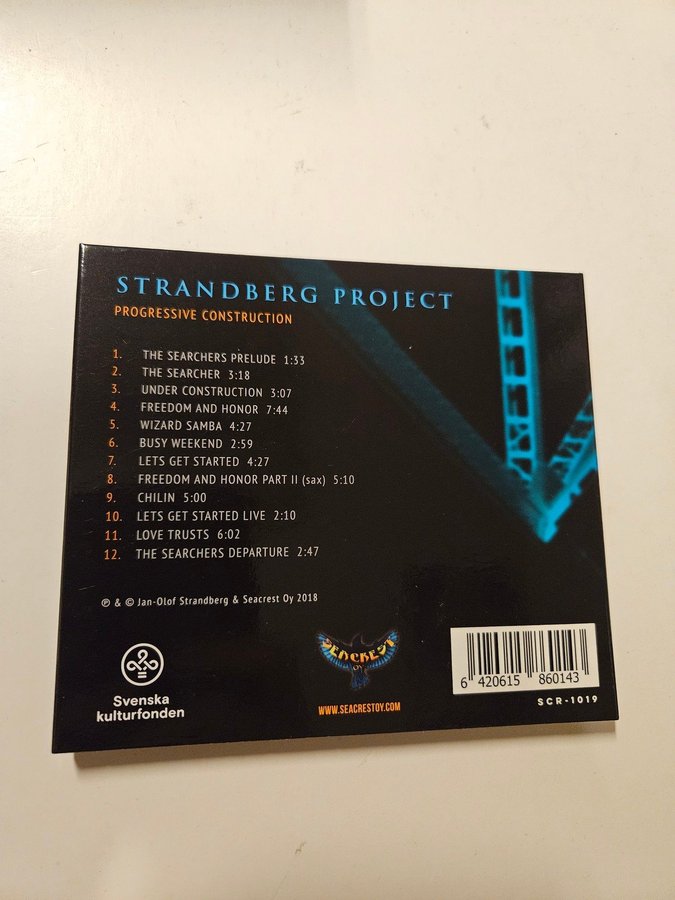 STRANDBERG PROJECT
PROGRESSIVE CONSTRUCTION
1. THE SEARCHERS PRELUDE 1:33
2. THE SEARCHER 3:18
3. UNDER CONSTRUCTION 3:07
4. FREEDOM AND HONOR 7:44
5. WIZARD SAMBA 4:27
6. BUSY WEEKEND 2:59
7. LETS GET STARTED 4:27
8. FREEDOM AND HONOR PART II (sax) 5:10
9. CHILIN 5:00
10. LETS GET STARTED LIVE 2:10
11. LOVE TRUSTS 6:02
12. THE SEARCHERS DEPARTURE 2:47
℗ & © Jan-Olof Strandberg & Seacrest Oy 2018
Svenska
kulturfonden
SEACREST
OY
WWW.SEACRESTOY.COM
6 420615 860143
SCR-1019